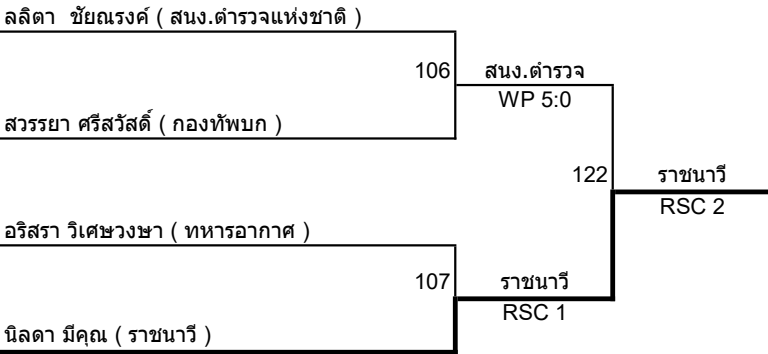 ลลิตา ชัยณรงค์ ( สนง.ตำรวจแห่งชาติ )
106 สนง.ตำรวจ
WP 5:0
สวรรยา ศรีสวัสดิ์ ( กองทัพบก )
122 ราชนาวี
RSC 2
อริสรา วิเศษวงษา ( ทหารอากาศ )
107 ราชนาวี
RSC 1
นิลดา มีคุณ ( ราชนาวี )